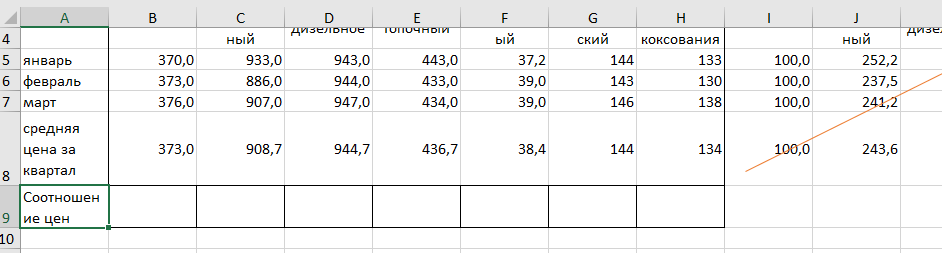 A B C D E F G H I J
4 ный дизельное топочный ый ский коксования ный
5 январь 370,0 933,0 943,0 443,0 37,2 144 133 100,0 252,2
6 февраль 373,0 886,0 944,0 433,0 39,0 143 130 100,0 237,5
7 март 376,0 907,0 947,0 434,0 39,0 146 138 100,0 241,2
средняя
цена за
квартал
8 373,0 908,7 944,7 436,7 38,4 144 134 100,0 243,6
Соотношен
9 ие цен
10